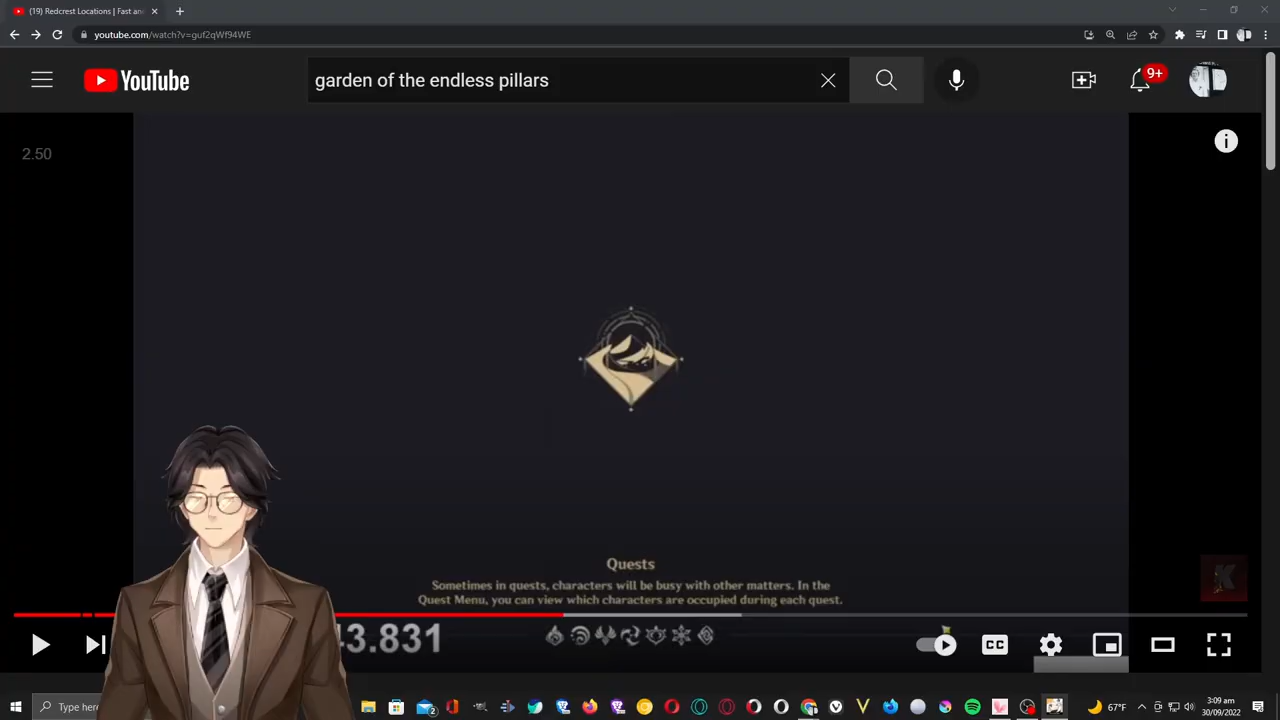 (19) Redcrest Locations | Fast an
youtube.com/watch?v=guf2qWf94WE
YouTube
garden of the endless pillars
9+
2.50
Quests
Sometimes in quests, characters will be busy with other matters. In the
Quest Menu, you can view which characters are occupied during each quest.
43.831
CC
Type here
2
67°F
3:09 am
30/09/2022